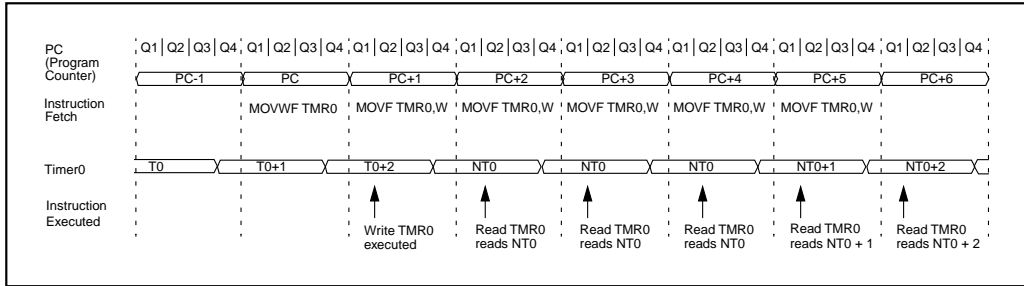 PC
(Program
Counter)
Q1 Q2 Q3 Q4 Q1 Q2 Q3 Q4 Q1 Q2 Q3 Q4 Q1 Q2 Q3 Q4 Q1 Q2 Q3 Q4 Q1 Q2 Q3 Q4 Q1 Q2 Q3 Q4 Q1 Q2 Q3 Q4
PC-1 PC PC+1 PC+2 PC+3 PC+4 PC+5 PC+6
Instruction
Fetch
MOVWF TMR0 MOVF TMR0,W MOVF TMR0,W MOVF TMR0,W MOVF TMR0,W MOVF TMR0,W
Timer0
T0 T0+1 T0+2 NT0 NT0 NT0 NT0+1 NT0+2
Instruction
Executed
Write TMR0
executed
Read TMR0
reads NT0
Read TMR0
reads NT0
Read TMR0
reads NT0
Read TMR0
reads NT0 + 1
Read TMR0
reads NT0 + 2